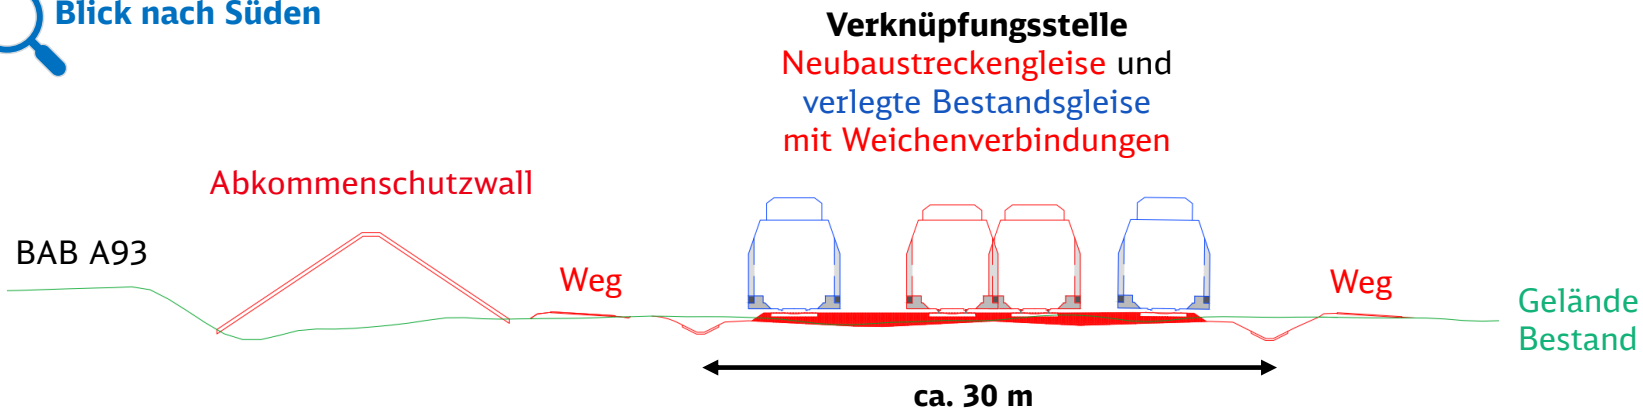 Blick nach Süden
Verknüpfungsstelle
Neubaustreckengleise und
verlegte Bestandsgleise
mit Weichenverbindungen
Abkommenschutzwall
BAB A93
Weg
Weg
Gelände
Bestand
ca. 30 m